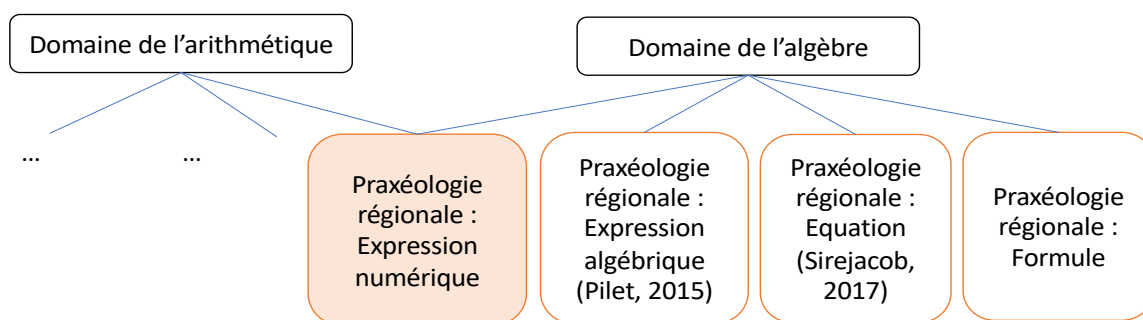 Domaine de l'arithmétique
Domaine de l'algèbre
...
...
Praxéologie
régionale :
Expression
numérique
Praxéologie
régionale :
Expression
algébrique
(Pilet, 2015)
Praxéologie
régionale :
Equation
(Sirejacob,
2017)
Praxéologie
régionale :
Formule